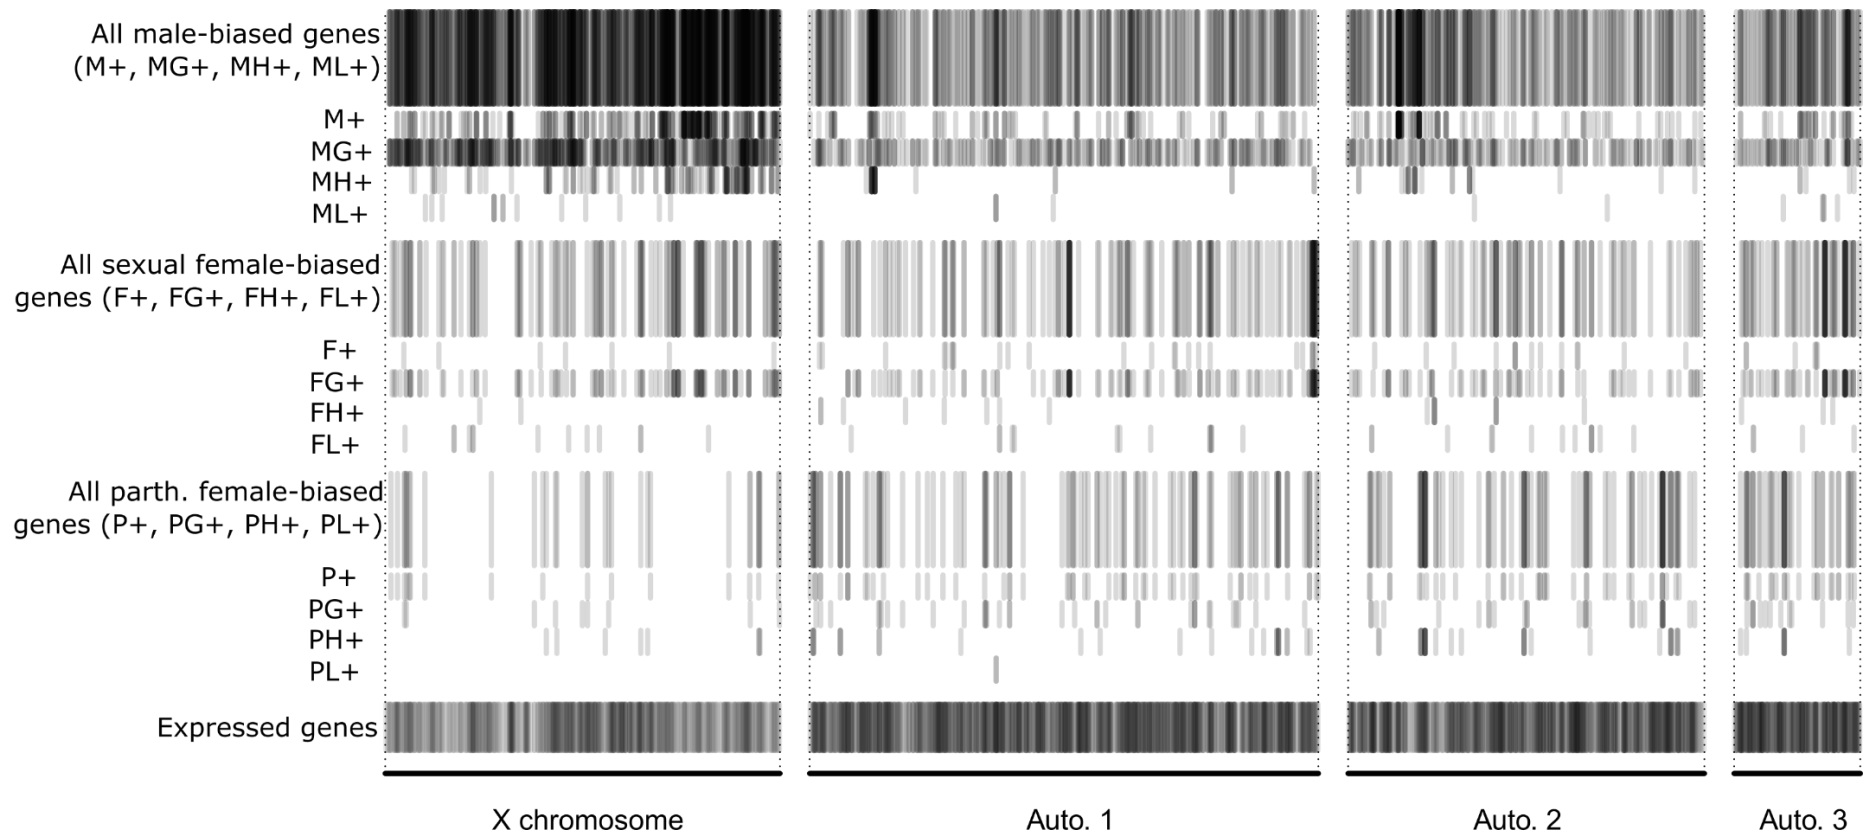 All male-biased genes
(M+, MG+, MH+, ML+)
M+
MG+
MH+
ML+
All sexual female-biased
genes (F+, FG+, FH+, FL+)
F+
FG+
FH+
FL+
All parth. female-biased
genes (P+, PG+, PH+, PL+)
P+
PG+
PH+
PL+
Expressed genes
X chromosome Auto. 1 Auto. 2 Auto. 3